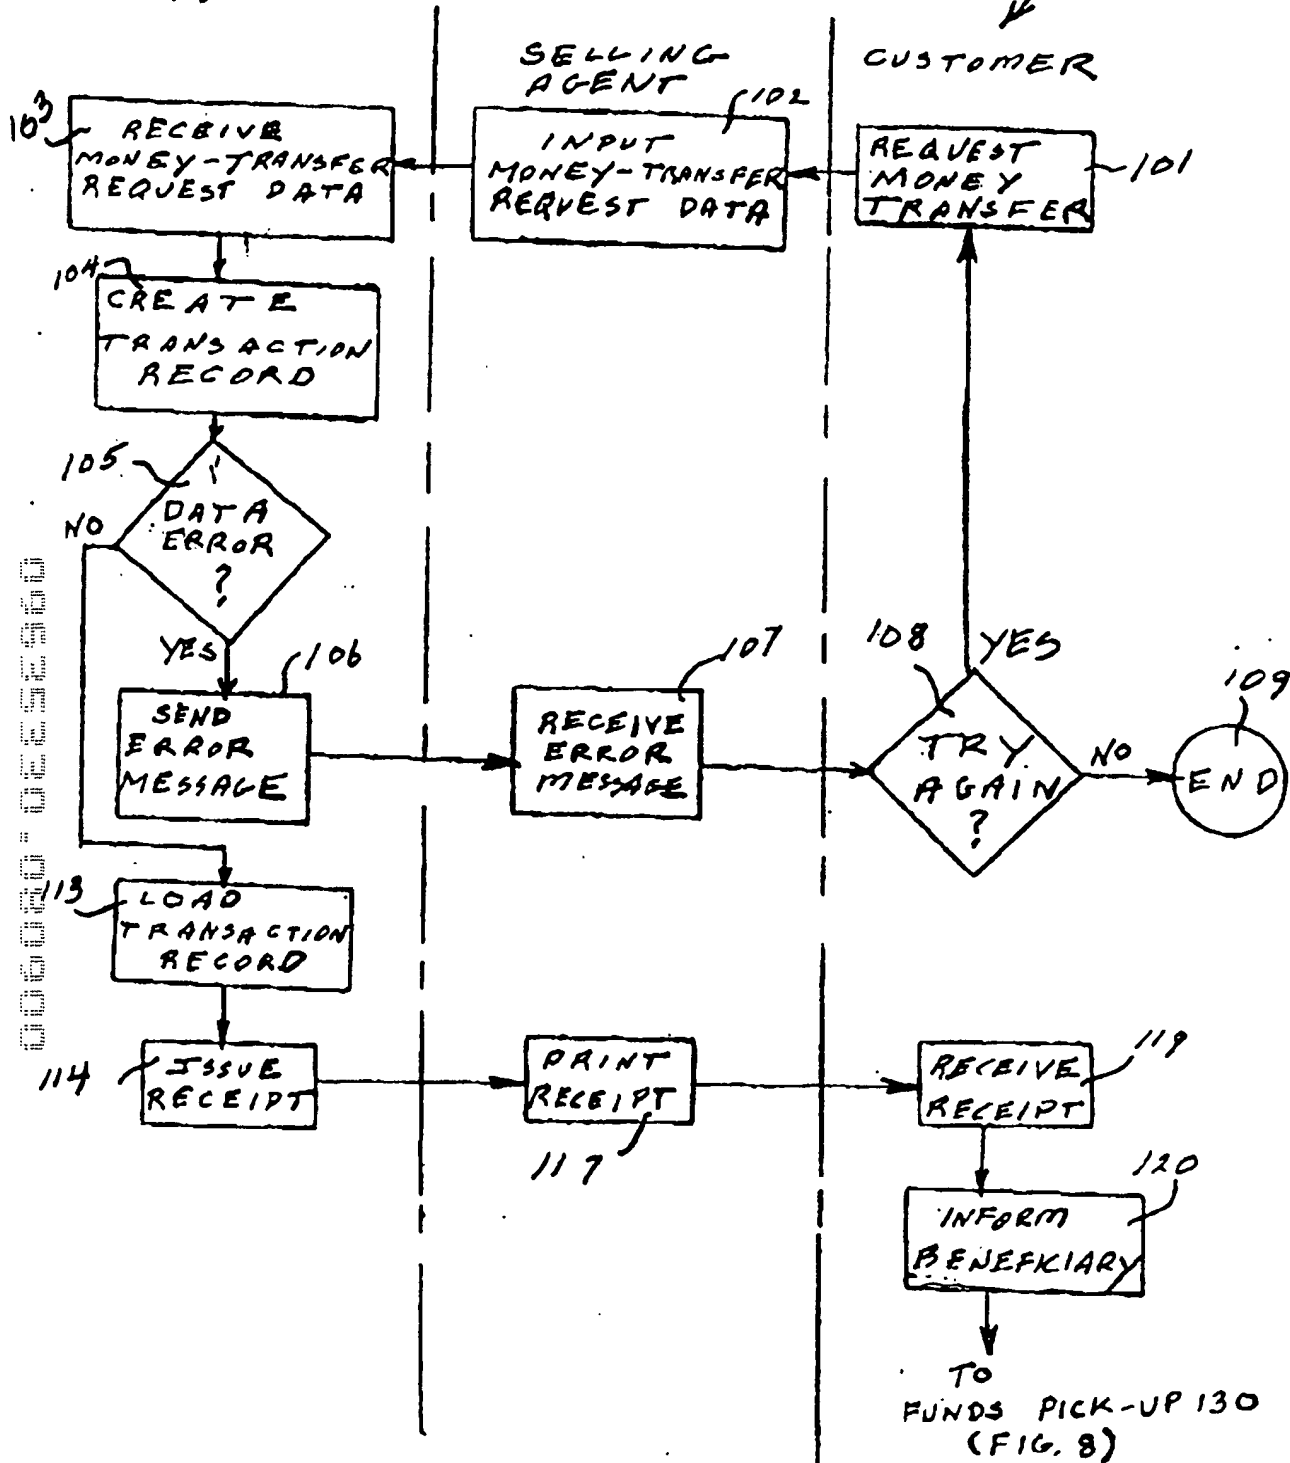 SELLING
AGENT
CUSTOMER
103
RECEIVE
MONEY-TRANSFER
REQUEST DATA
102
INPUT
MONEY-TRANSFER
REQUEST DATA
REQUEST
MONEY
TRANSFER
101
104
CREATE
TRANSACTION
RECORD
105
DATA
ERROR
?
NO
YES
106
SEND
ERROR
MESSAGE
107
RECEIVE
ERROR
MESSAGE
108
YES
TRY
AGAIN
?
NO
109
END
113
LOAD
TRANSACTION
RECORD
114
ISSUE
RECEIPT
PRINT
RECEIPT
117
119
RECEIVE
RECEIPT
120
INFORM
BENEFICIARY
TO
FUNDS PICK-UP 130
(FIG. 8)